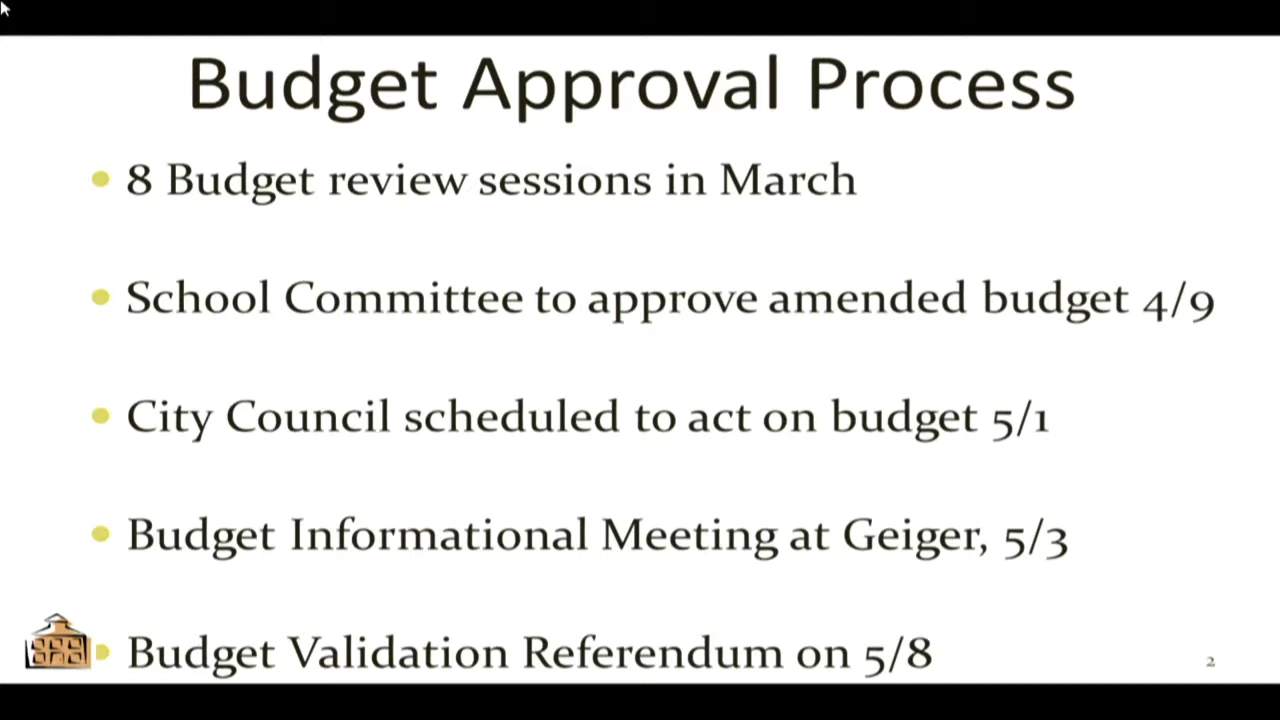 Budget Approval Process
• 8 Budget review sessions in March
• School Committee to approve amended budget 4/9
• City Council scheduled to act on budget 5/1
• Budget Informational Meeting at Geiger, 5/3
• Budget Validation Referendum on 5/8
2